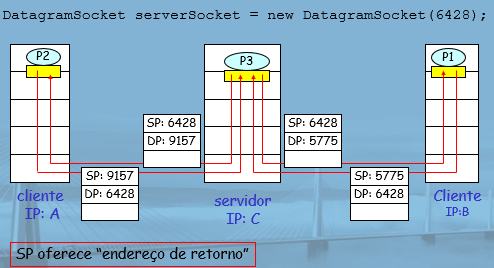 DatagramSocket serverSocket = new DatagramSocket(6428);
P2
P3
P1
SP: 6428
DP: 9157
SP: 6428
DP: 5775
SP: 9157
DP: 6428
SP: 5775
DP: 6428
cliente
IP: A
servidor
IP: C
Cliente
IP:B
SP oferece “endereço de retorno”